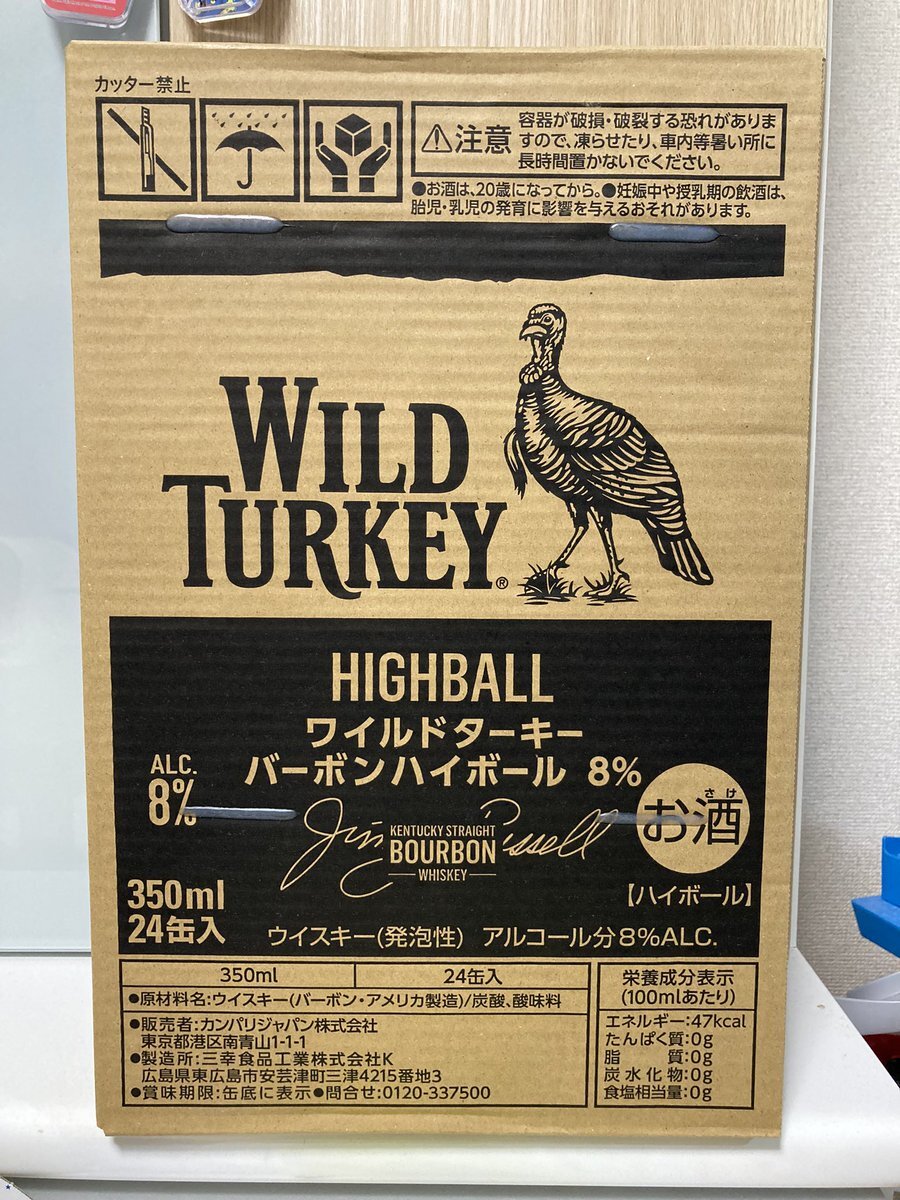 カッター禁止
注意
容器が破損・破裂する恐れがありま
すので、凍らせたり、車内等暑い所に
長時間置かないでください。
●お酒は、20歳になってから。●妊娠中や授乳期の飲酒は、
胎児・乳児の発育に影響を与えるおそれがあります。
WILD
TURKEY®
HIGHBALL
ワイルドターキー
バーボンハイボール 8%
ALC.
8%
Jim Russell
KENTUCKY STRAIGHT
BOURBON
WHISKEY
さけ
お酒
【ハイボール】
350ml
24缶入
ウイスキー(発泡性) アルコール分8%ALC.
350ml 24缶入
●原材料名:ウイスキー(バーボン・アメリカ製造)/炭酸、酸味料
●販売者:カンパリジャパン株式会社
東京都港区南青山1-1-1
●製造所:三幸食品工業株式会社K
広島県東広島市安芸津町三津4215番地3
●賞味期限:缶底に表示●問合せ:0120-337500
栄養成分表示
(100mlあたり)
エネルギー:47kcal
たんぱく質:0g
脂質:0g
炭水化物:0g
食塩相当量:0g